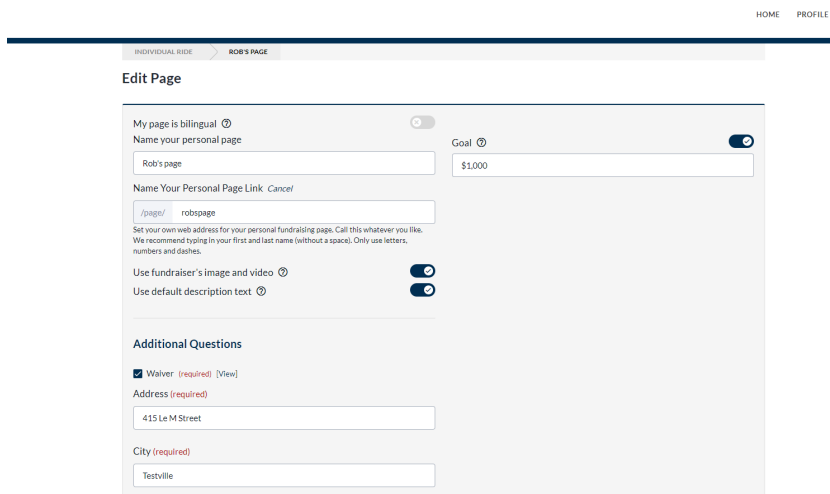 HOME PROFILE
INDIVIDUAL RIDE ROB'S PAGE
Edit Page
My page is bilingual
Name your personal page
Rob's page
Goal
$1,000
Name Your Personal Page Link Cancel
/page/ robspage
Set your own web address for your personal fundraising page. Call this whatever you like.
We recommend typing in your first and last name (without a space). Only use letters,
numbers and dashes.
Use fundraiser's image and video
Use default description text
Additional Questions
Waiver (required) [View]
Address (required)
415 Le M Street
City (required)
Testville